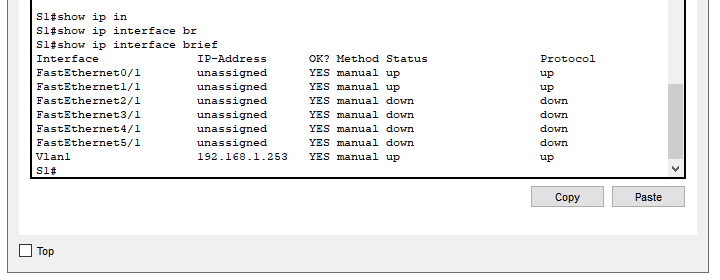 S1#show ip in
S1#show ip interface br
S1#show ip interface brief
Interface              IP-Address      OK? Method Status                Protocol
FastEthernet0/1        unassigned      YES manual up                    up
FastEthernet1/1        unassigned      YES manual up                    up
FastEthernet2/1        unassigned      YES manual down                  down
FastEthernet3/1        unassigned      YES manual down                  down
FastEthernet4/1        unassigned      YES manual down                  down
FastEthernet5/1        unassigned      YES manual down                  down
Vlan1                  192.168.1.253   YES manual up                    up
S1#
Copy Paste
Top